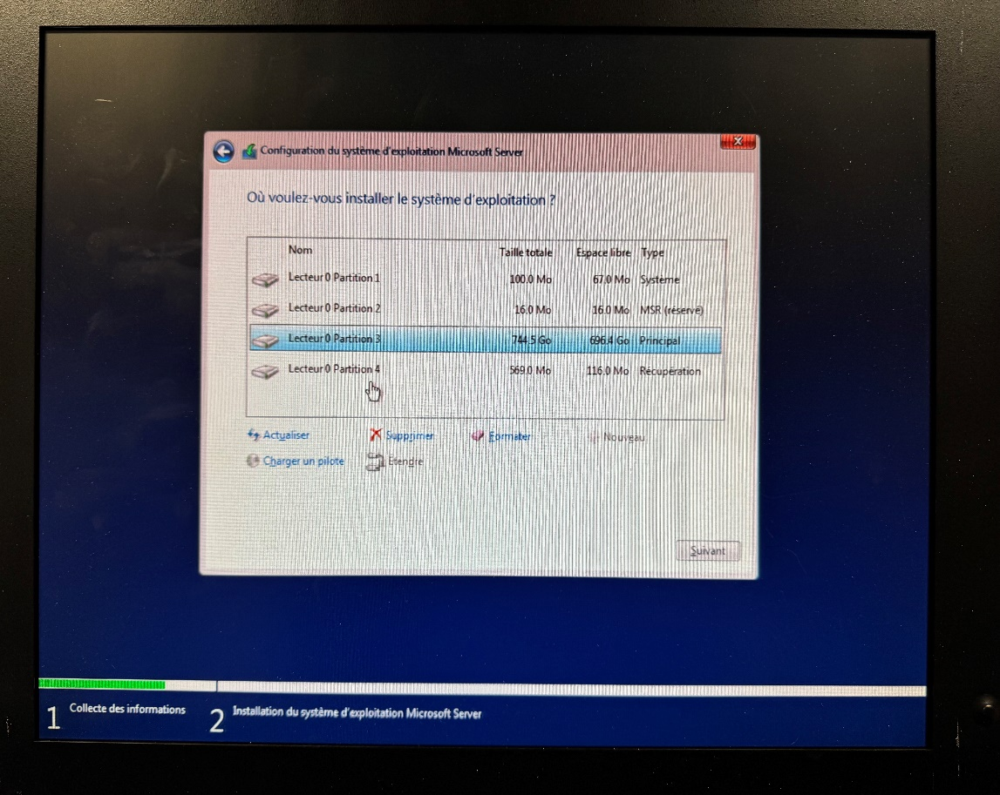 Configuration du système d'exploitation Microsoft Server
Où voulez-vous installer le système d'exploitation ?
Nom Taille totale Espace libre Type
Lecteur 0 Partition 1 100.0 Mo 67.0 Mo Système
Lecteur 0 Partition 2 16.0 Mo 16.0 Mo MSR (réservé)
Lecteur 0 Partition 3 744.5 Go 696.4 Go Principal
Lecteur 0 Partition 4 569.0 Mo 116.0 Mo Récupération
Actualiser Supprimer Formater Nouveau
Charger un pilote Étendre
Suivant
1 Collecte des informations 2 Installation du système d'exploitation Microsoft Server